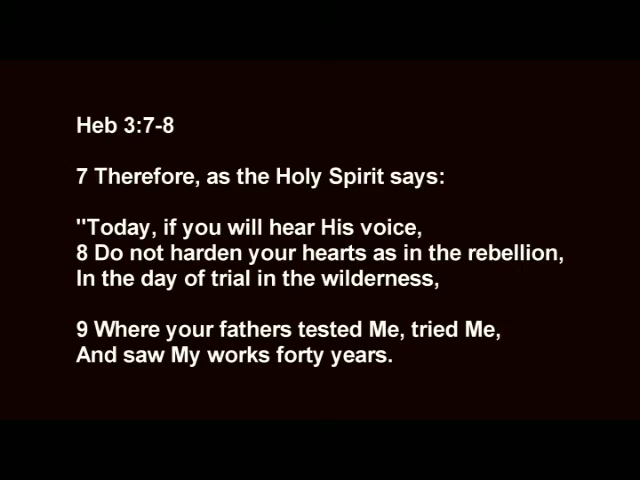 Heb 3:7-8
7 Therefore, as the Holy Spirit says:
"Today, if you will hear His voice,
8 Do not harden your hearts as in the rebellion,
In the day of trial in the wilderness,
9 Where your fathers tested Me, tried Me,
And saw My works forty years.